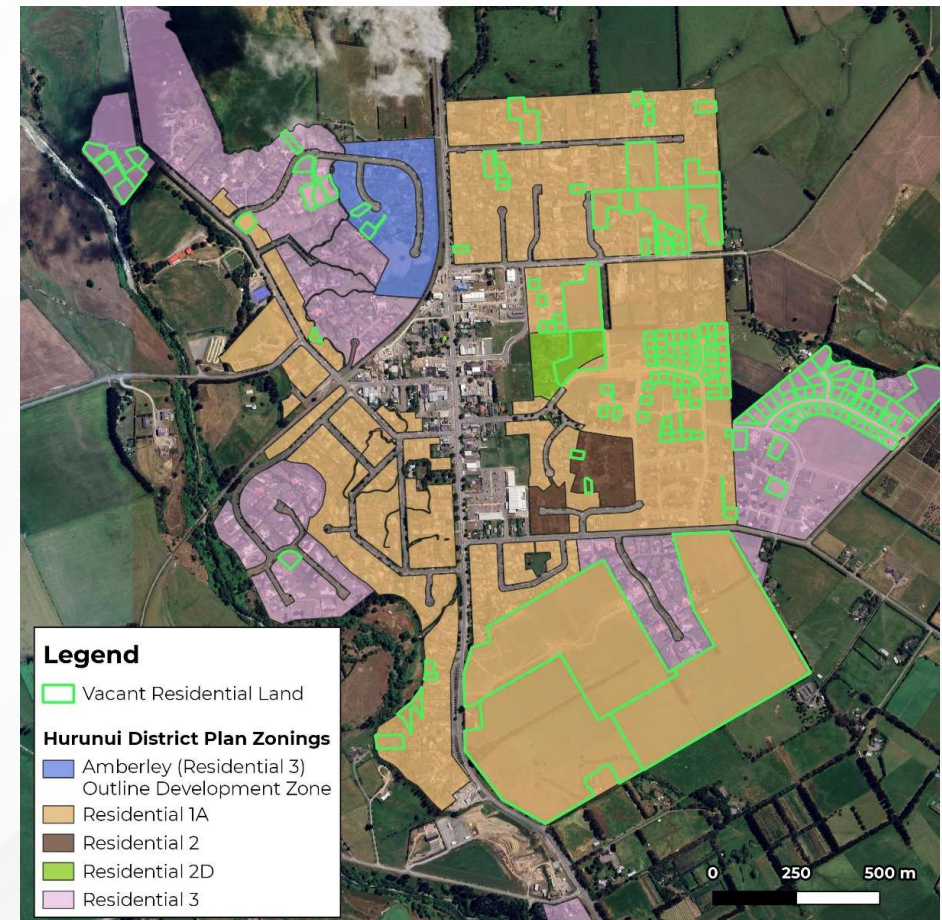 Legend
Vacant Residential Land
Hurunui District Plan Zonings
Amberley (Residential 3)
Outline Development Zone
Residential 1A
Residential 2
Residential 2D
Residential 3
0 250 500 m